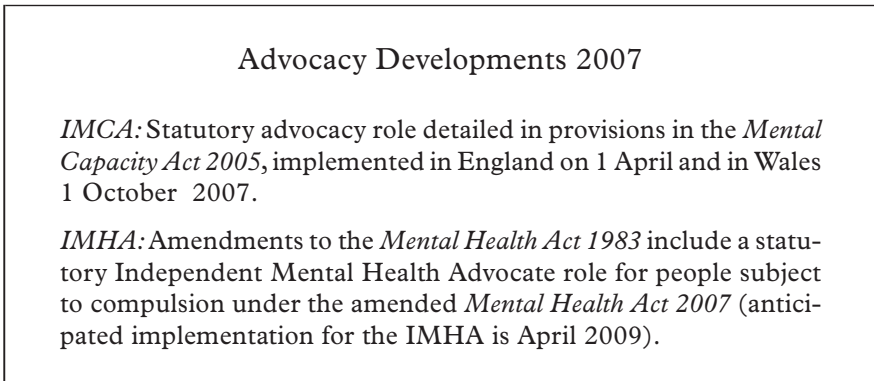 Advocacy Developments 2007
IMCA: Statutory advocacy role detailed in provisions in the Mental
Capacity Act 2005, implemented in England on 1 April and in Wales
1 October 2007.
IMHA: Amendments to the Mental Health Act 1983 include a statu-
tory Independent Mental Health Advocate role for people subject
to compulsion under the amended Mental Health Act 2007 (antici-
pated implementation for the IMHA is April 2009).